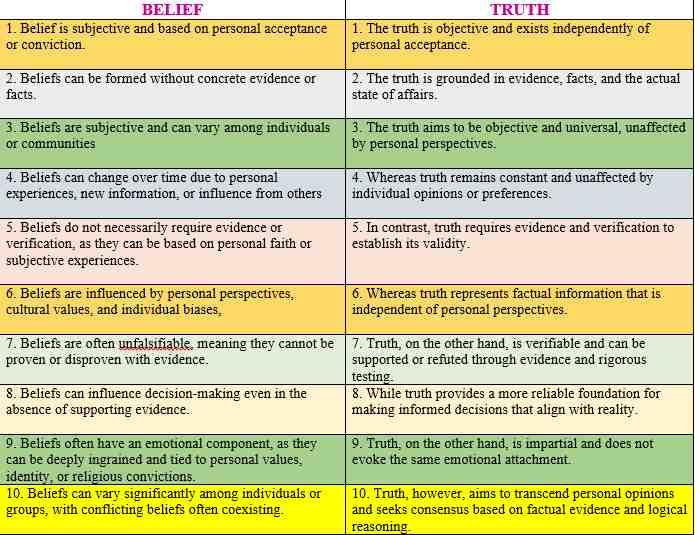 BELIEF
TRUTH
1. Belief is subjective and based on personal acceptance
or conviction.
1. The truth is objective and exists independently of
personal acceptance.
2. Beliefs can be formed without concrete evidence or
facts.
2. The truth is grounded in evidence, facts, and the actual
state of affairs.
3. Beliefs are subjective and can vary among individuals
or communities
3. The truth aims to be objective and universal, unaffected
by personal perspectives.
4. Beliefs can change over time due to personal
experiences, new information, or influence from others
4. Whereas truth remains constant and unaffected by
individual opinions or preferences.
5. Beliefs do not necessarily require evidence or
verification, as they can be based on personal faith or
subjective experiences.
5. In contrast, truth requires evidence and verification to
establish its validity.
6. Beliefs are influenced by personal perspectives,
cultural values, and individual biases,
6. Whereas truth represents factual information that is
independent of personal perspectives.
7. Beliefs are often unfalsifiable, meaning they cannot be
proven or disproven with evidence.
7. Truth, on the other hand, is verifiable and can be
supported or refuted through evidence and rigorous
testing.
8. Beliefs can influence decision-making even in the
absence of supporting evidence.
8. While truth provides a more reliable foundation for
making informed decisions that align with reality.
9. Beliefs often have an emotional component, as they
can be deeply ingrained and tied to personal values,
identity, or religious convictions.
9. Truth, on the other hand, is impartial and does not
evoke the same emotional attachment.
10. Beliefs can vary significantly among individuals or
groups, with conflicting beliefs often coexisting.
10. Truth, however, aims to transcend personal opinions
and seeks consensus based on factual evidence and logical
reasoning.